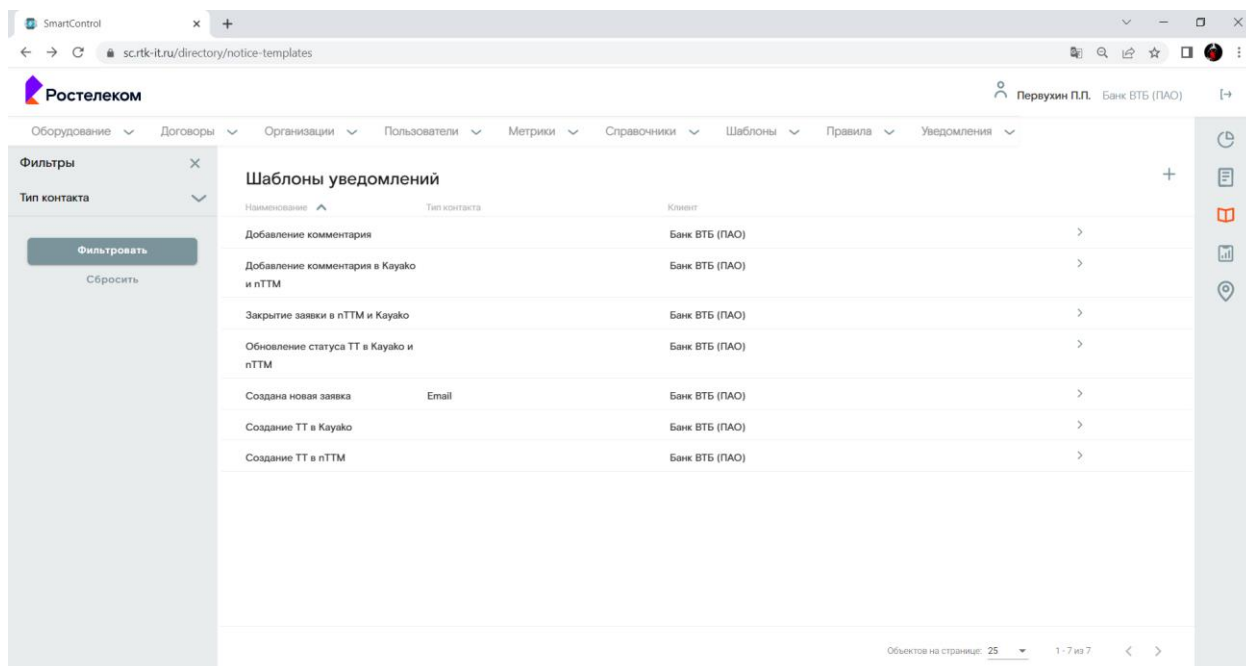 SmartControl
sc.rtk-it.ru/directory/notice-templates
Ростелеком
Первухин П.П. Банк ВТБ (ПАО)
Оборудование Договоры Организации Пользователи Метрики Справочники Шаблоны Правила Уведомления
Фильтры
Тип контакта
Фильтровать
Сбросить
Шаблоны уведомлений
Наименование Тип контакта Клиент
Добавление комментария Банк ВТБ (ПАО)
Добавление комментария в Kayako Банк ВТБ (ПАО)
и nTTM
Закрытие заявки в nTTM и Kayako Банк ВТБ (ПАО)
Обновление статуса ТТ в Kayako и Банк ВТБ (ПАО)
nTTM
Создана новая заявка Email Банк ВТБ (ПАО)
Создание ТТ в Kayako Банк ВТБ (ПАО)
Создание ТТ в nTTM Банк ВТБ (ПАО)
Объектов на странице: 25 1 - 7 из 7